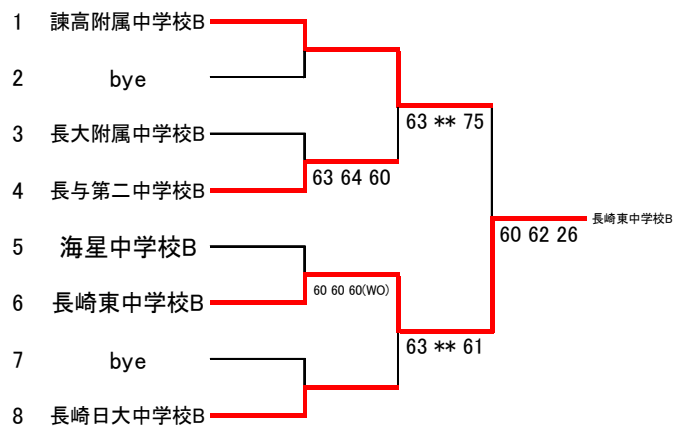 1 諫高附属中学校B
2 bye
3 長大附属中学校B
4 長与第二中学校B
5 海星中学校B
6 長崎東中学校B
7 bye
8 長崎日大中学校B
63 64 60
60 60 60(WO)
63 ** 75
63 ** 61
60 62 26
長崎東中学校B